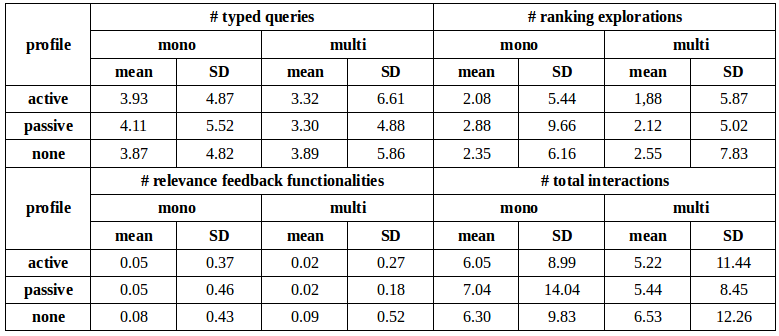 profile # typed queries # ranking explorations
mono multi mono multi
mean SD mean SD mean SD mean SD
active 3.93 4.87 3.32 6.61 2.08 5.44 1,88 5.87
passive 4.11 5.52 3.30 4.88 2.88 9.66 2.12 5.02
none 3.87 4.82 3.89 5.86 2.35 6.16 2.55 7.83
profile # relevance feedback functionalities # total interactions
mono multi mono multi
mean SD mean SD mean SD mean SD
active 0.05 0.37 0.02 0.27 6.05 8.99 5.22 11.44
passive 0.05 0.46 0.02 0.18 7.04 14.04 5.44 8.45
none 0.08 0.43 0.09 0.52 6.30 9.83 6.53 12.26